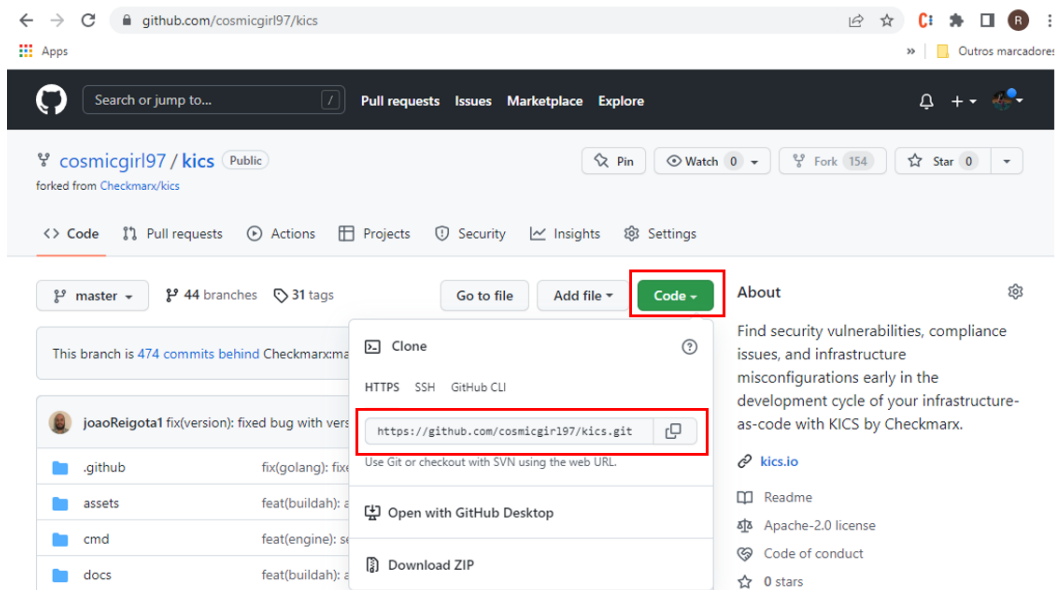 github.com/cosmicgirl97/kics
Apps
»
Outros marcadores
Search or jump to...
/
Pull requests Issues Marketplace Explore
cosmicgirl97 / kics Public
Pin Watch 0 Fork 154 Star 0
forked from Checkmarx/kics
<> Code Pull requests Actions Projects Security Insights Settings
master 44 branches 31 tags Go to file Add file Code
This branch is 474 commits behind Checkmarx:ma
Clone
HTTPS SSH GitHub CLI
https://github.com/cosmicgirl97/kics.git
Use Git or checkout with SVN using the web URL.
Open with GitHub Desktop
Download ZIP
joaoReigota1 fix(version): fixed bug with vers
.github fix(golang): fixe
assets feat(buildah): a
cmd feat(engine): se
docs feat(buildah): a
About
Find security vulnerabilities, compliance
issues, and infrastructure
misconfigurations early in the
development cycle of your infrastructure-
as-code with KICS by Checkmarx.
kics.io
Readme
Apache-2.0 license
Code of conduct
0 stars